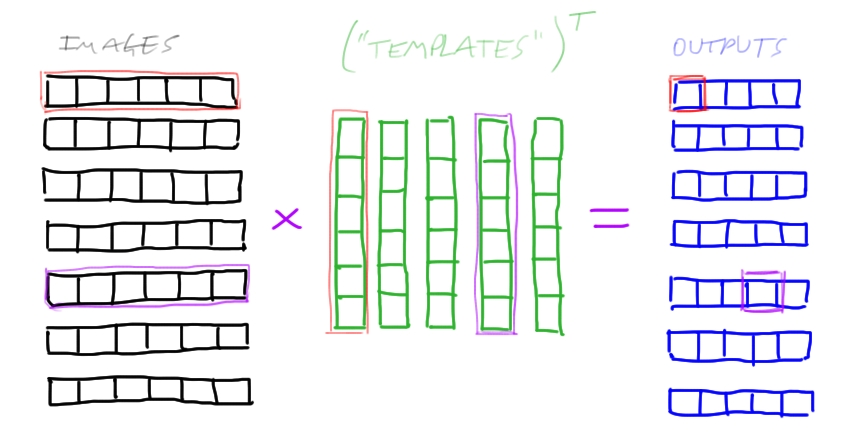 IMAGES
("TEMPLATES")ᵀ
OUTPUTS
×
=